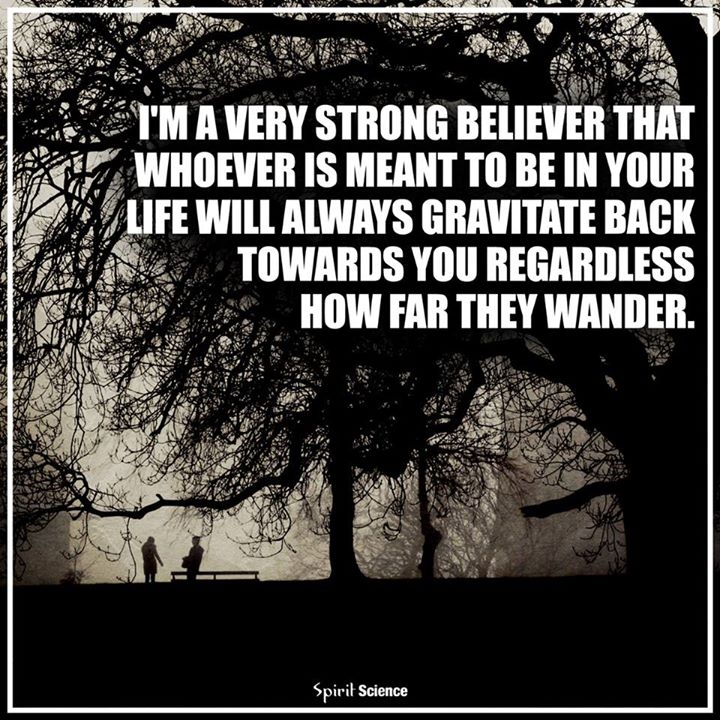 I'M A VERY STRONG BELIEVER THAT
WHOEVER IS MEANT TO BE IN YOUR
LIFE WILL ALWAYS GRAVITATE BACK
TOWARDS YOU REGARDLESS
HOW FAR THEY WANDER.
Spirit Science